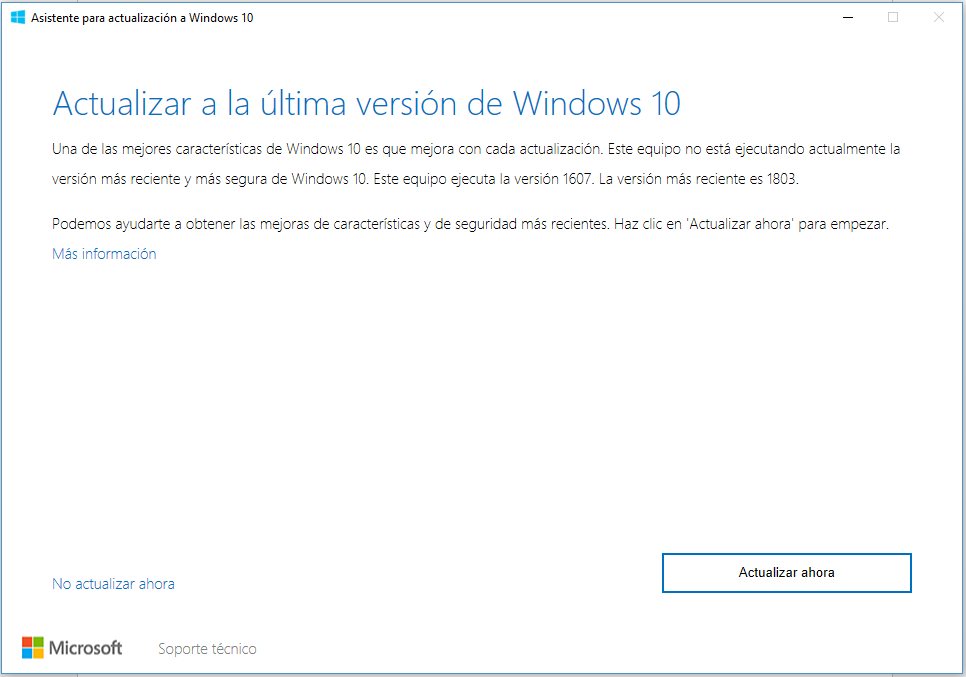 Asistente para actualización a Windows 10
Actualizar a la última versión de Windows 10
Una de las mejores características de Windows 10 es que mejora con cada actualización. Este equipo no está ejecutando actualmente la
versión más reciente y más segura de Windows 10. Este equipo ejecuta la versión 1607. La versión más reciente es 1803.
Podemos ayudarte a obtener las mejoras de características y de seguridad más recientes. Haz clic en 'Actualizar ahora' para empezar.
Más información
Actualizar ahora
No actualizar ahora
Microsoft
Soporte técnico